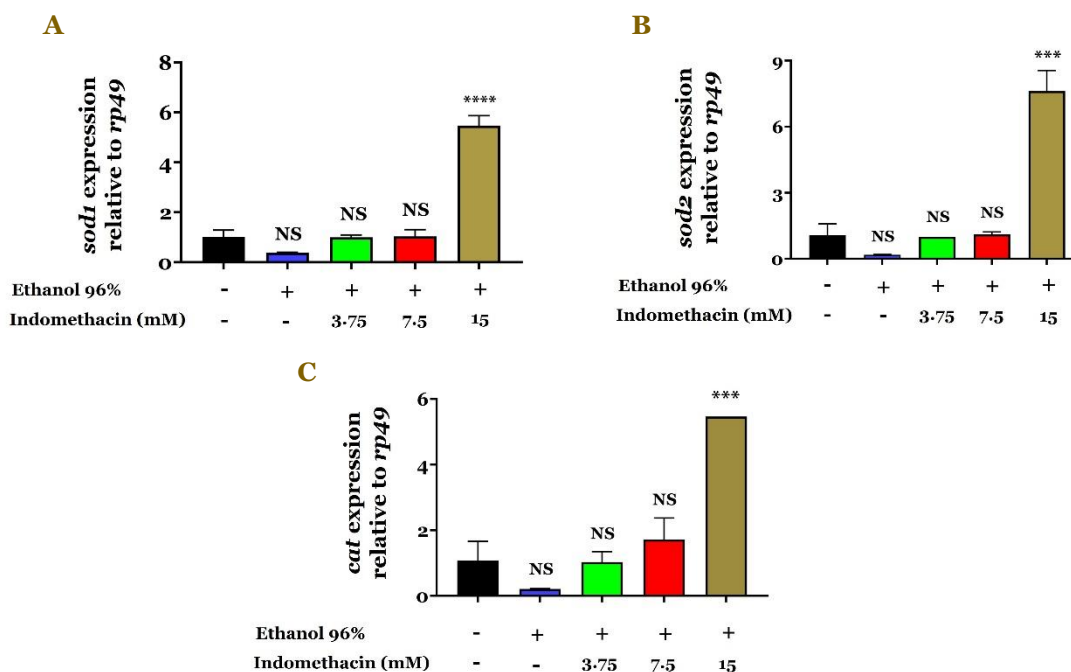 A
sod1 expression
relative to rp49
8
6
4
2
0
NS
NS
NS
****
Ethanol 96% - + + + +
Indomethacin (mM) - - 3.75 7.5 15
B
sod2 expression
relative to rp49
9
6
3
0
NS
NS
NS
***
Ethanol 96% - + + + +
Indomethacin (mM) - - 3.75 7.5 15
C
cat expression
relative to rp49
6
4
2
0
NS
NS
NS
***
Ethanol 96% - + + + +
Indomethacin (mM) - - 3.75 7.5 15